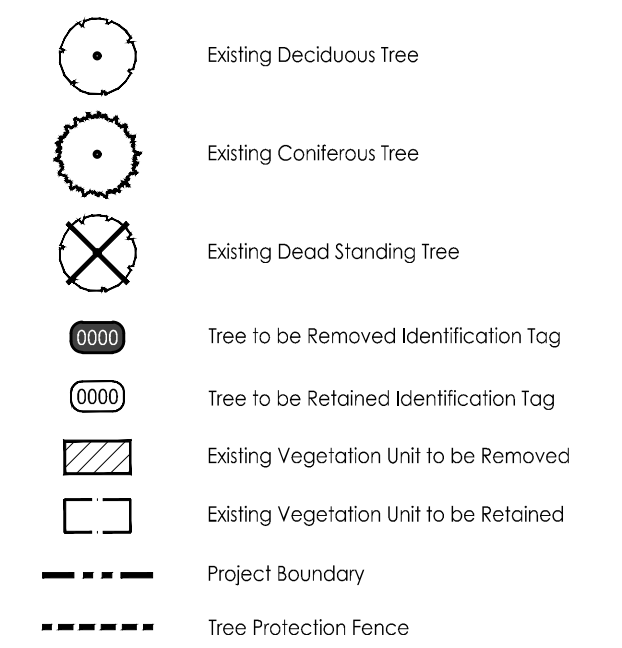 Existing Deciduous Tree
Existing Coniferous Tree
Existing Dead Standing Tree
0000 Tree to be Removed Identification Tag
0000 Tree to be Retained Identification Tag
Existing Vegetation Unit to be Removed
Existing Vegetation Unit to be Retained
Project Boundary
Tree Protection Fence